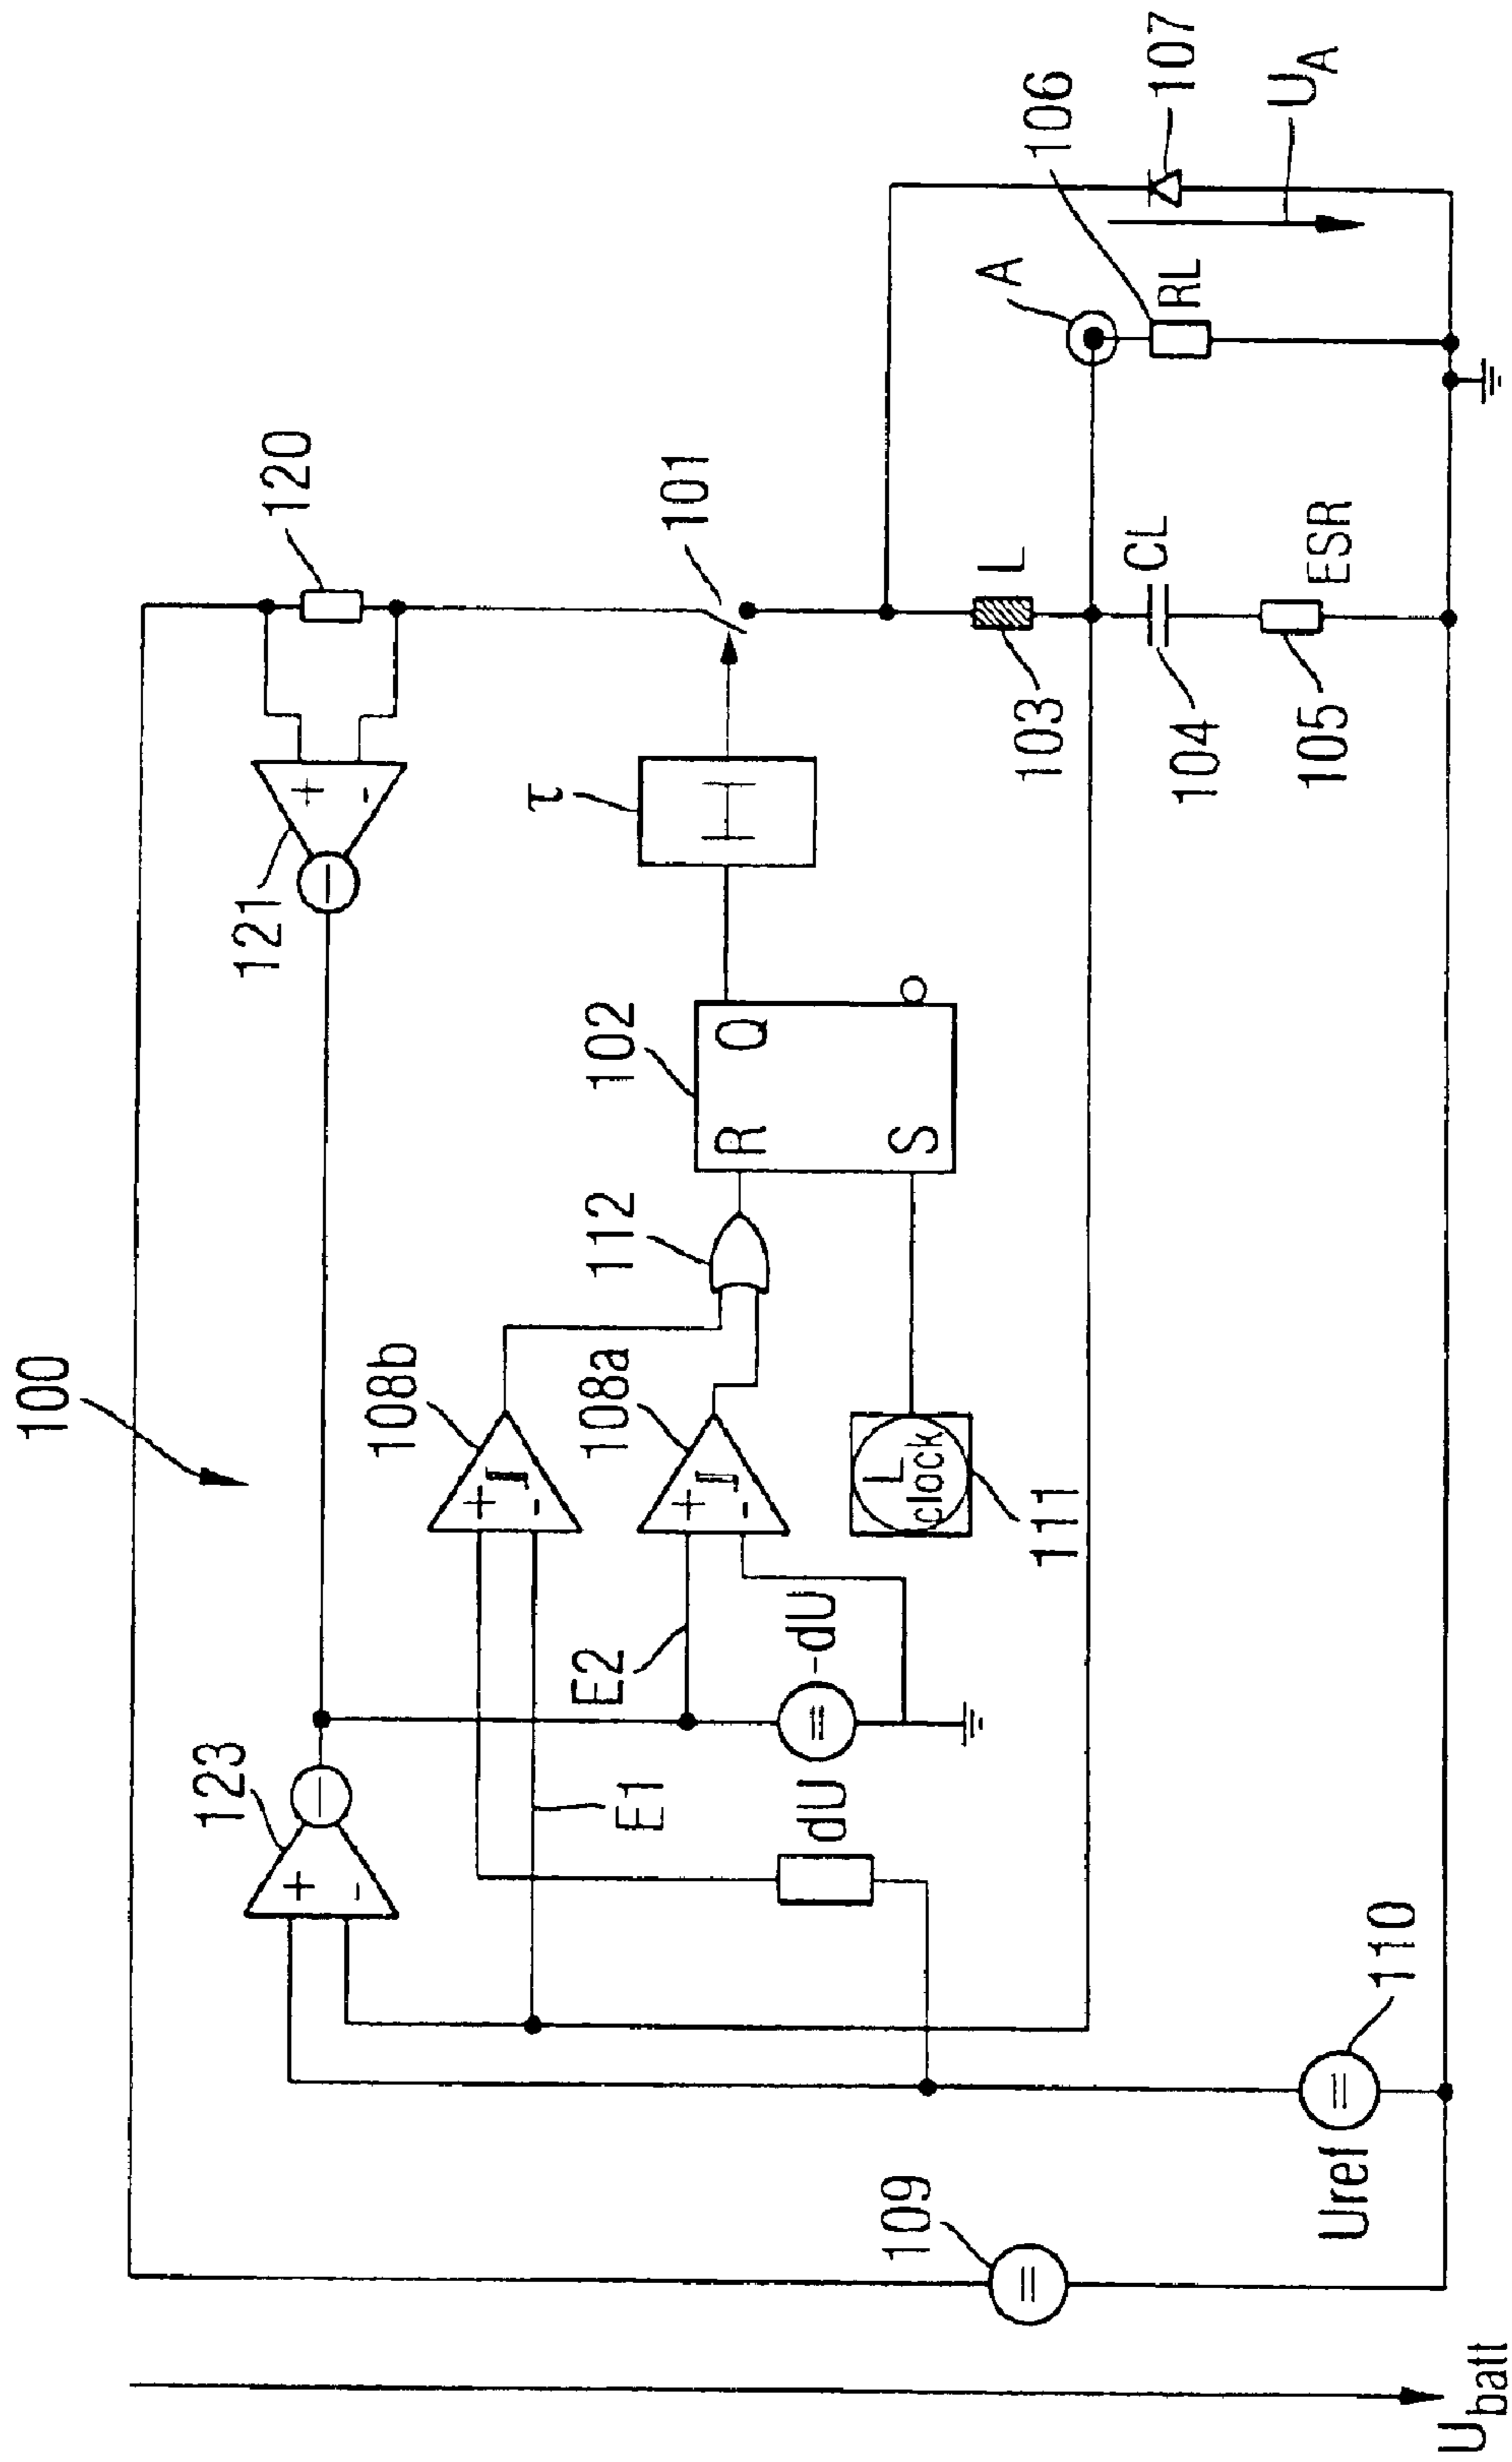 100
120
121
123
101
τ
102
R
Q
S
112
108b
+
-
108a
+
-
+
-
+
-
E2
E1
-dU
dU
L
clock
111
L
103
CL
104
ESR
105
A
106
RL
107
UA
109
110
Uref
Ubatt